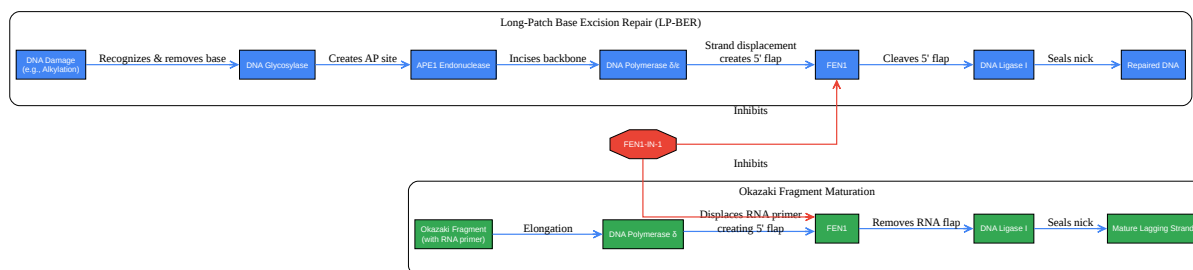 Long-Patch Base Excision Repair (LP-BER)
DNA Damage
(e.g., Alkylation)
Recognizes & removes base
DNA Glycosylase
Creates AP site
APE1 Endonuclease
Incises backbone
DNA Polymerase δ/ε
Strand displacement
creates 5' flap
FEN1
Cleaves 5' flap
DNA Ligase I
Seals nick
Repaired DNA
Inhibits
FEN1-IN-1
Inhibits
Okazaki Fragment Maturation
Okazaki Fragment
(with RNA primer)
Elongation
DNA Polymerase δ
Displaces RNA primer
creating 5' flap
FEN1
Removes RNA flap
DNA Ligase I
Seals nick
Mature Lagging Strand